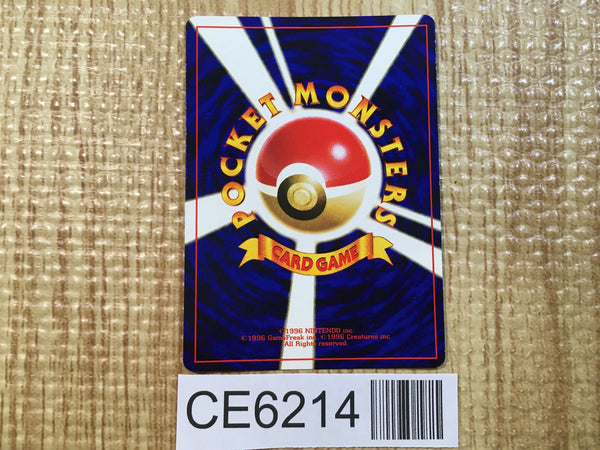 POCKET MONSTERS
CARD GAME
©1996 NINTENDO inc.
©1996 GameFreak inc. ©1996 Creatures inc.
All Rights reserved.
CE6214